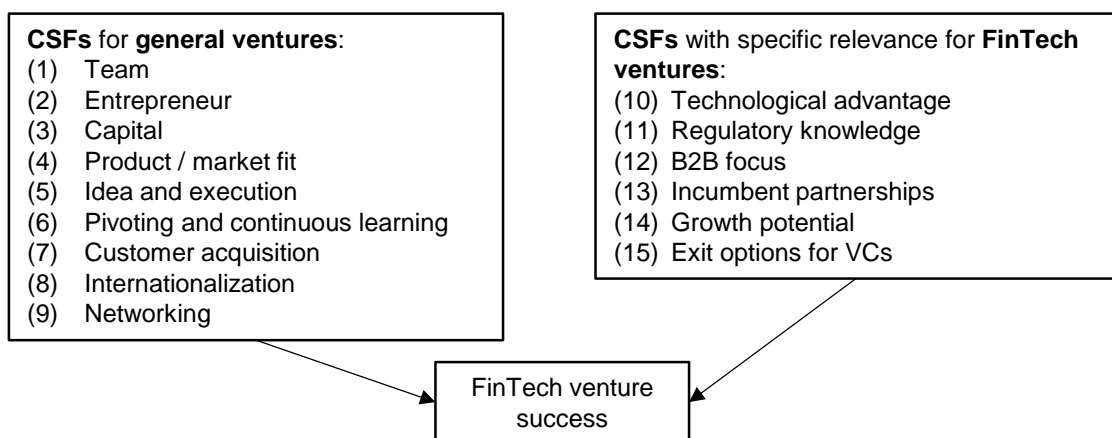 CSFs for general ventures:
(1) Team
(2) Entrepreneur
(3) Capital
(4) Product / market fit
(5) Idea and execution
(6) Pivoting and continuous learning
(7) Customer acquisition
(8) Internationalization
(9) Networking
CSFs with specific relevance for FinTech
ventures:
(10) Technological advantage
(11) Regulatory knowledge
(12) B2B focus
(13) Incumbent partnerships
(14) Growth potential
(15) Exit options for VCs
FinTech venture
success